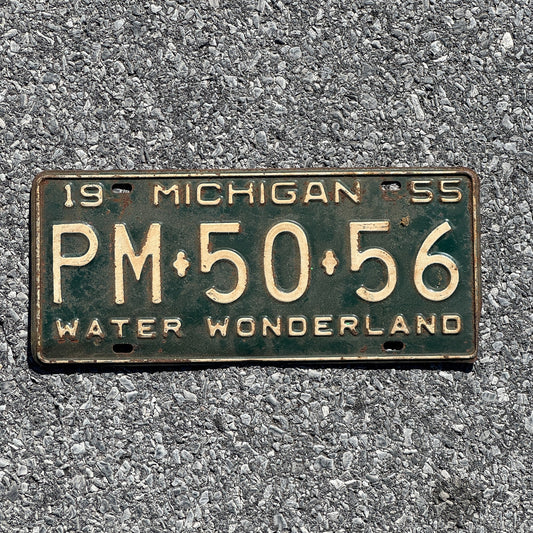 19 MICHIGAN 55
PM·50·56
WATER WONDERLAND